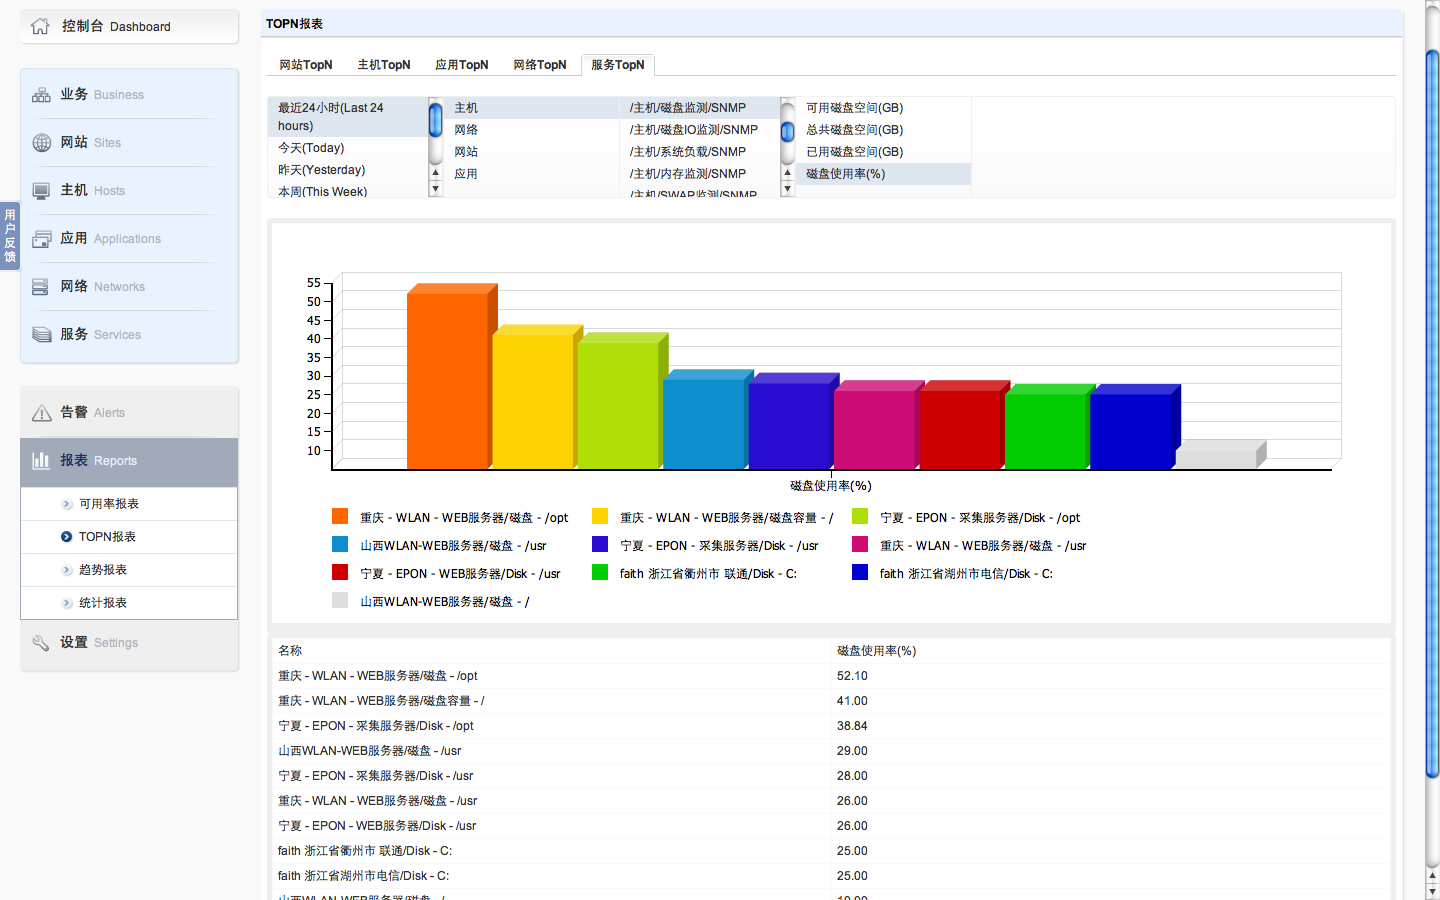 控制台 Dashboard
业务 Business
网站 Sites
主机 Hosts
应用 Applications
网络 Networks
服务 Services
用户反馈
告警 Alerts
报表 Reports
可用率报表
TOPN报表
趋势报表
统计报表
设置 Settings
TOPN报表
网站TopN 主机TopN 应用TopN 网络TopN 服务TopN
最近24小时(Last 24
hours)
今天(Today)
昨天(Yesterday)
本周(This Week)
主机
网络
网站
应用
/主机/磁盘监测/SNMP
/主机/磁盘IO监测/SNMP
/主机/系统负载/SNMP
/主机/内存监测/SNMP
/主机/SWAP监测/SNMP
可用磁盘空间(GB)
总共磁盘空间(GB)
已用磁盘空间(GB)
磁盘使用率(%)
55
50
45
40
35
30
25
20
15
10
磁盘使用率(%)
重庆 - WLAN - WEB服务器/磁盘 - /opt
重庆 - WLAN - WEB服务器/磁盘容量 - /
宁夏 - EPON - 采集服务器/Disk - /opt
山西WLAN-WEB服务器/磁盘 - /usr
宁夏 - EPON - 采集服务器/Disk - /usr
重庆 - WLAN - WEB服务器/磁盘 - /usr
宁夏 - EPON - WEB服务器/Disk - /usr
faith 浙江省衢州市 联通/Disk - C:
faith 浙江省湖州市电信/Disk - C:
山西WLAN-WEB服务器/磁盘 - /
名称 磁盘使用率(%)
重庆 - WLAN - WEB服务器/磁盘 - /opt 52.10
重庆 - WLAN - WEB服务器/磁盘容量 - / 41.00
宁夏 - EPON - 采集服务器/Disk - /opt 38.84
山西WLAN-WEB服务器/磁盘 - /usr 29.00
宁夏 - EPON - 采集服务器/Disk - /usr 28.00
重庆 - WLAN - WEB服务器/磁盘 - /usr 26.00
宁夏 - EPON - WEB服务器/Disk - /usr 26.00
faith 浙江省衢州市 联通/Disk - C: 25.00
faith 浙江省湖州市电信/Disk - C: 25.00
山西WLAN-WEB服务器/磁盘 - / 10.00